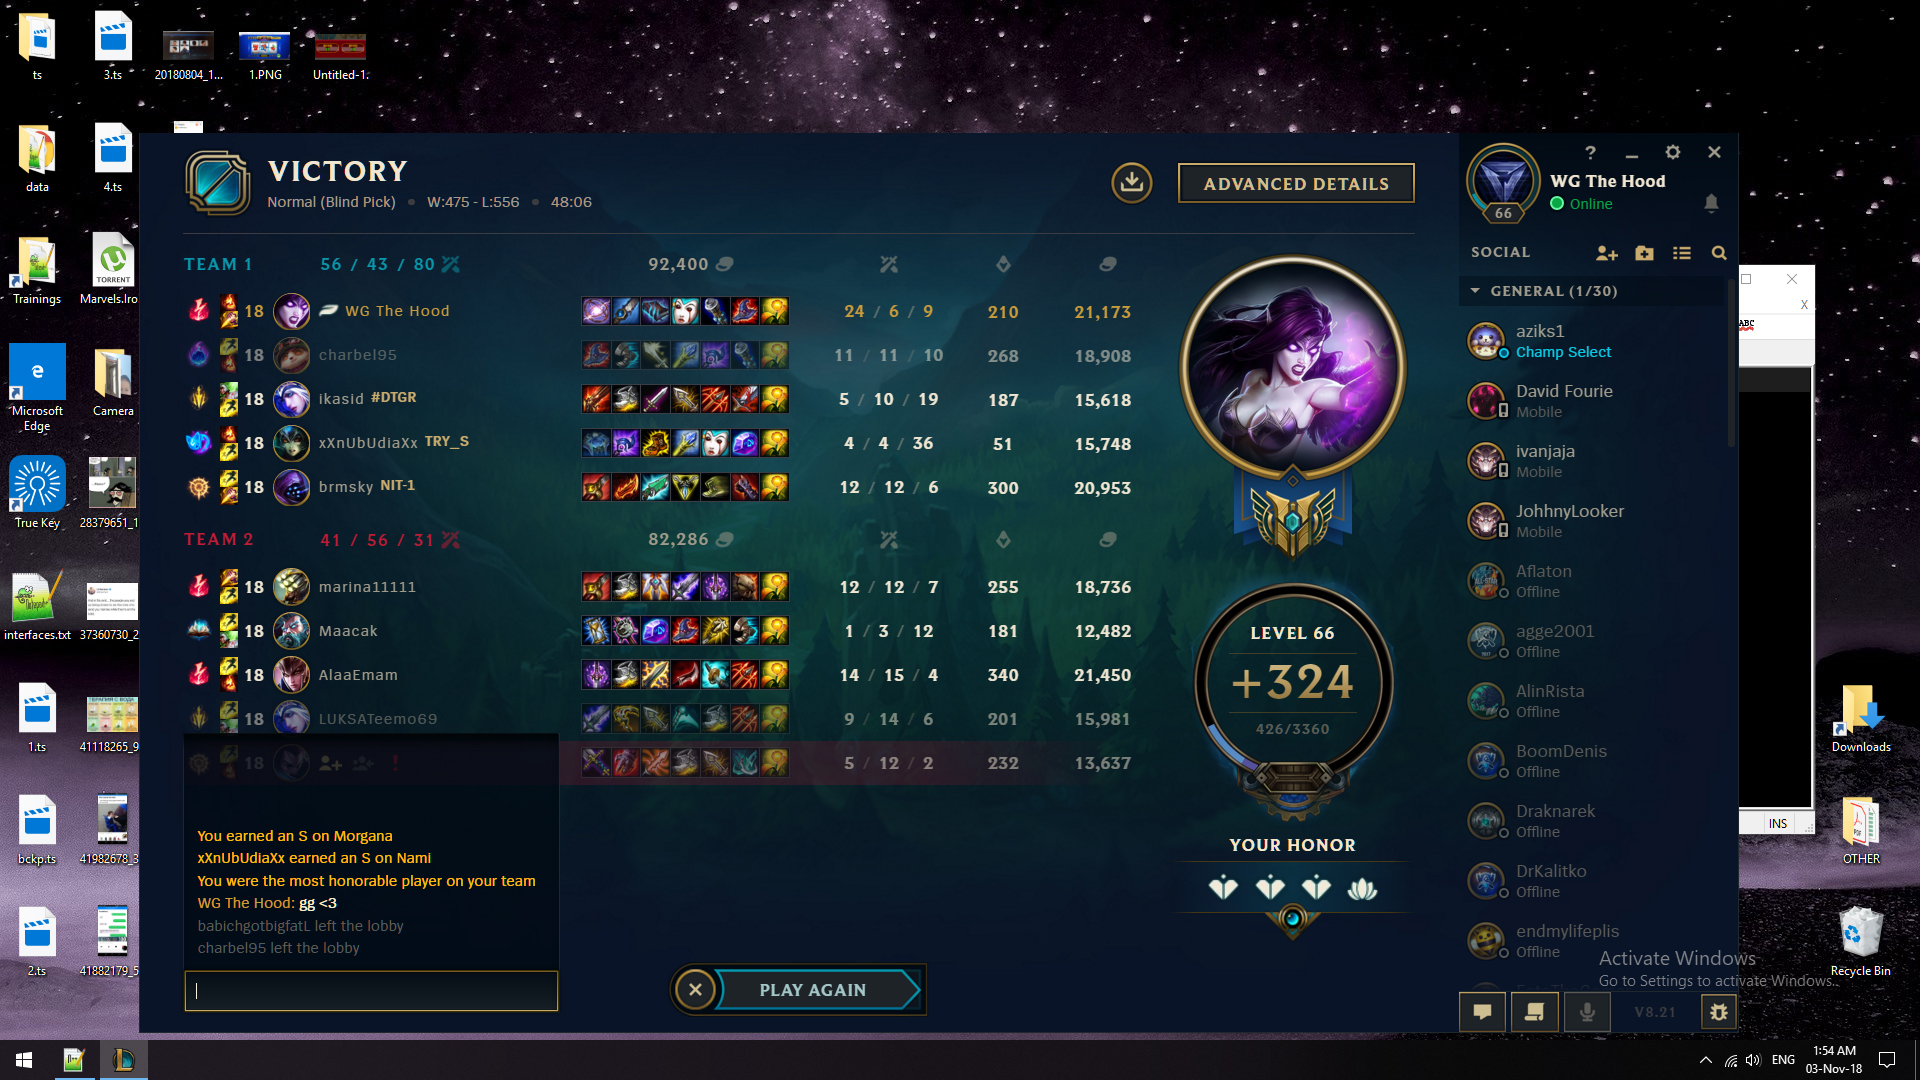 ts
3.ts
20180804_1...
1.PNG
Untitled-1.
data
4.ts
Trainings
Marvels.Iro
TORRENT
Microsoft
Edge
Camera
True Key
28379651_1
interfaces.txt
37360730_2
1.ts
41118265_9
bckp.ts
41982678_3
2.ts
41882179_5
VICTORY
Normal (Blind Pick) • W:475 - L:556 • 48:06
ADVANCED DETAILS
TEAM 1 56 / 43 / 80 92,400
18 WG The Hood 24 / 6 / 9 210 21,173
18 charbel95 11 / 11 / 10 268 18,908
18 ikasid #DTGR 5 / 10 / 19 187 15,618
18 xXnUbUdiaXx TRY_S 4 / 4 / 36 51 15,748
18 brmsky NIT-1 12 / 12 / 6 300 20,953
TEAM 2 41 / 56 / 31 82,286
18 marina11111 12 / 12 / 7 255 18,736
18 Maacak 1 / 3 / 12 181 12,482
18 AlaaEmam 14 / 15 / 4 340 21,450
18 LUKSATeemo69 9 / 14 / 6 201 15,981
18 5 / 12 / 2 232 13,637
You earned an S on Morgana
xXnUbUdiaXx earned an S on Nami
You were the most honorable player on your team
WG The Hood: gg <3
babichgotbigfatL left the lobby
charbel95 left the lobby
PLAY AGAIN
LEVEL 66
+324
426/3360
YOUR HONOR
WG The Hood
Online
66
SOCIAL
GENERAL (1/30)
aziks1
Champ Select
David Fourie
Mobile
ivanjaja
Mobile
JohhnyLooker
Mobile
Aflaton
Offline
agge2001
Offline
AlinRista
Offline
BoomDenis
Offline
Draknarek
Offline
DrKalitko
Offline
endmylifeplis
Offline
V8.21
X
ABC
INS
Downloads
OTHER
Recycle Bin
Activate Windows
Go to Settings to activate Windows.
ENG
1:54 AM
03-Nov-18